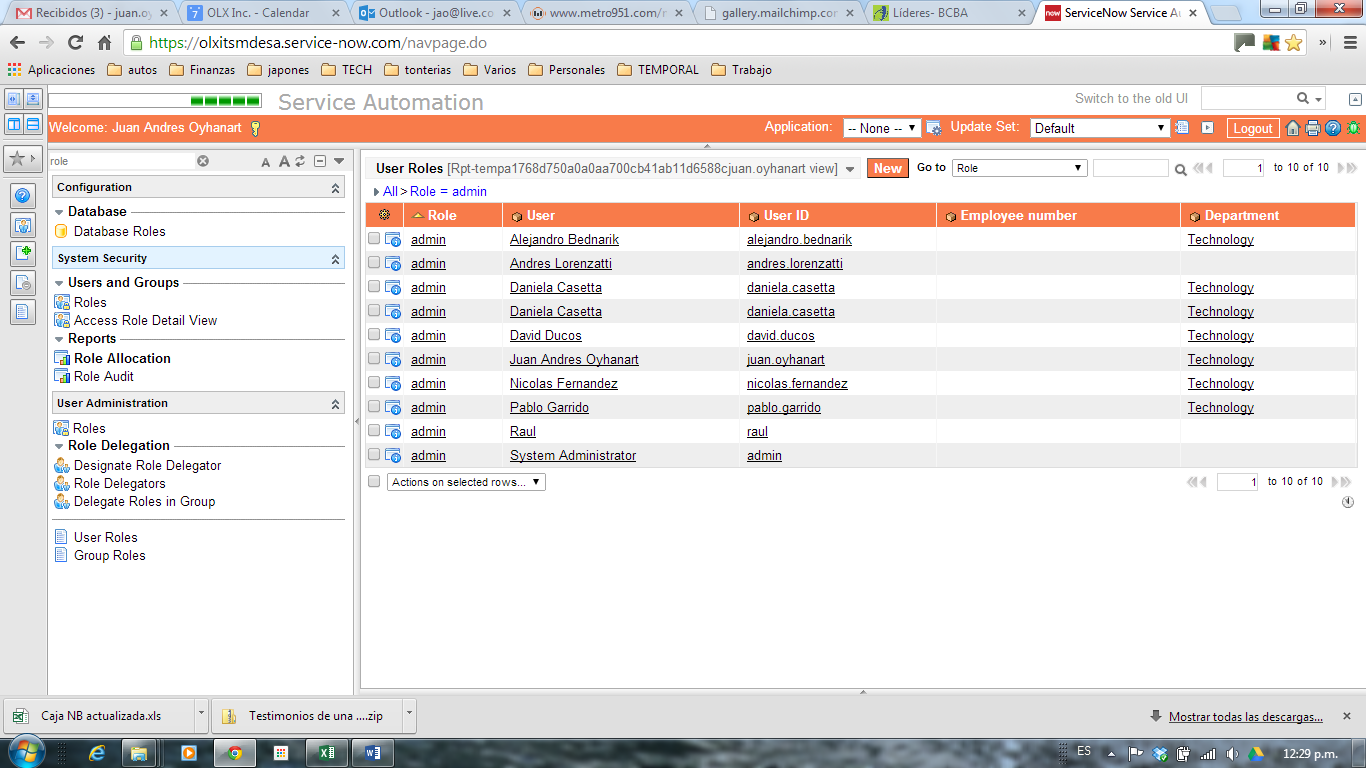 Recibidos (3) - juan.oy
OLX Inc. - Calendar
Outlook - jao@live.co
www.metro951.com/
gallery.mailchimp.com
Líderes- BCBA
ServiceNow Service Au
https://olxitsmdesa.service-now.com/navpage.do
Aplicaciones autos Finanzas japones TECH tonterias Varios Personales TEMPORAL Trabajo
Service Automation
Switch to the old UI
Welcome: Juan Andres Oyhanart
Application: -- None -- Update Set: Default Logout
role
A A
Configuration
Database
Database Roles
System Security
Users and Groups
Roles
Access Role Detail View
Reports
Role Allocation
Role Audit
User Administration
Roles
Role Delegation
Designate Role Delegator
Role Delegators
Delegate Roles in Group
User Roles
Group Roles
User Roles [Rpt-tempa1768d750a0a0aa700cb41ab11d6588cjuan.oyhanart view] New Go to Role 1 to 10 of 10
All > Role = admin
Role User User ID Employee number Department
admin Alejandro Bednarik alejandro.bednarik Technology
admin Andres Lorenzatti andres.lorenzatti
admin Daniela Casetta daniela.casetta Technology
admin Daniela Casetta daniela.casetta Technology
admin David Ducos david.ducos Technology
admin Juan Andres Oyhanart juan.oyhanart Technology
admin Nicolas Fernandez nicolas.fernandez Technology
admin Pablo Garrido pablo.garrido Technology
admin Raul raul
admin System Administrator admin
Actions on selected rows... 1 to 10 of 10
Caja NB actualizada.xls
Testimonios de una ....zip
Mostrar todas las descargas...
ES
12:29 p.m.